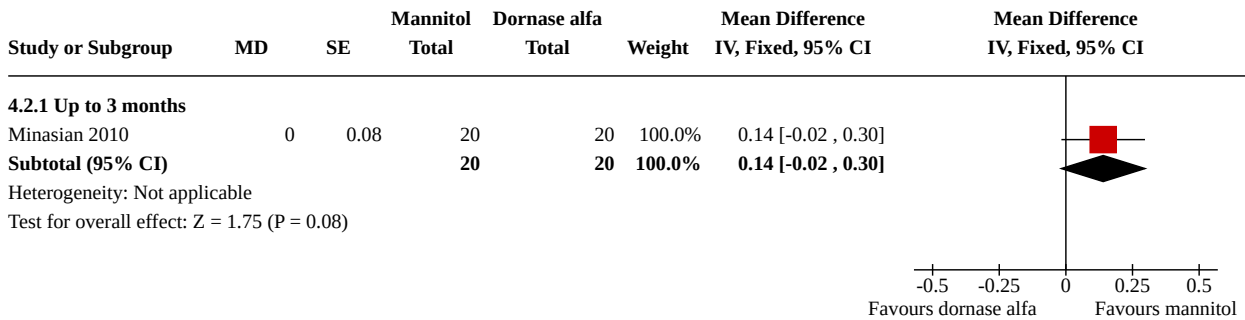 Mannitol Dornase alfa Mean Difference Mean Difference
Study or Subgroup MD SE Total Total Weight IV, Fixed, 95% CI IV, Fixed, 95% CI
4.2.1 Up to 3 months
Minasian 2010 0 0.08 20 20 100.0% 0.14 [-0.02 , 0.30]
Subtotal (95% CI) 20 20 100.0% 0.14 [-0.02 , 0.30]
Heterogeneity: Not applicable
Test for overall effect: Z = 1.75 (P = 0.08)
-0.5 -0.25 0 0.25 0.5
Favours dornase alfa Favours mannitol